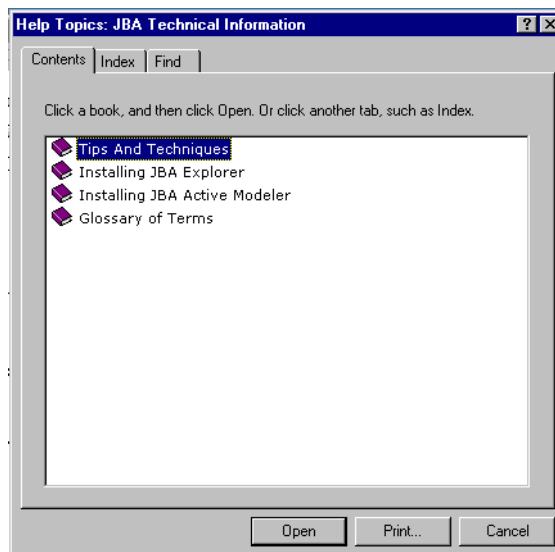 Help Topics: JBA Technical Information
Contents Index Find
Click a book, and then click Open. Or click another tab, such as Index.
Tips And Techniques
Installing JBA Explorer
Installing JBA Active Modeler
Glossary of Terms
Open Print... Cancel